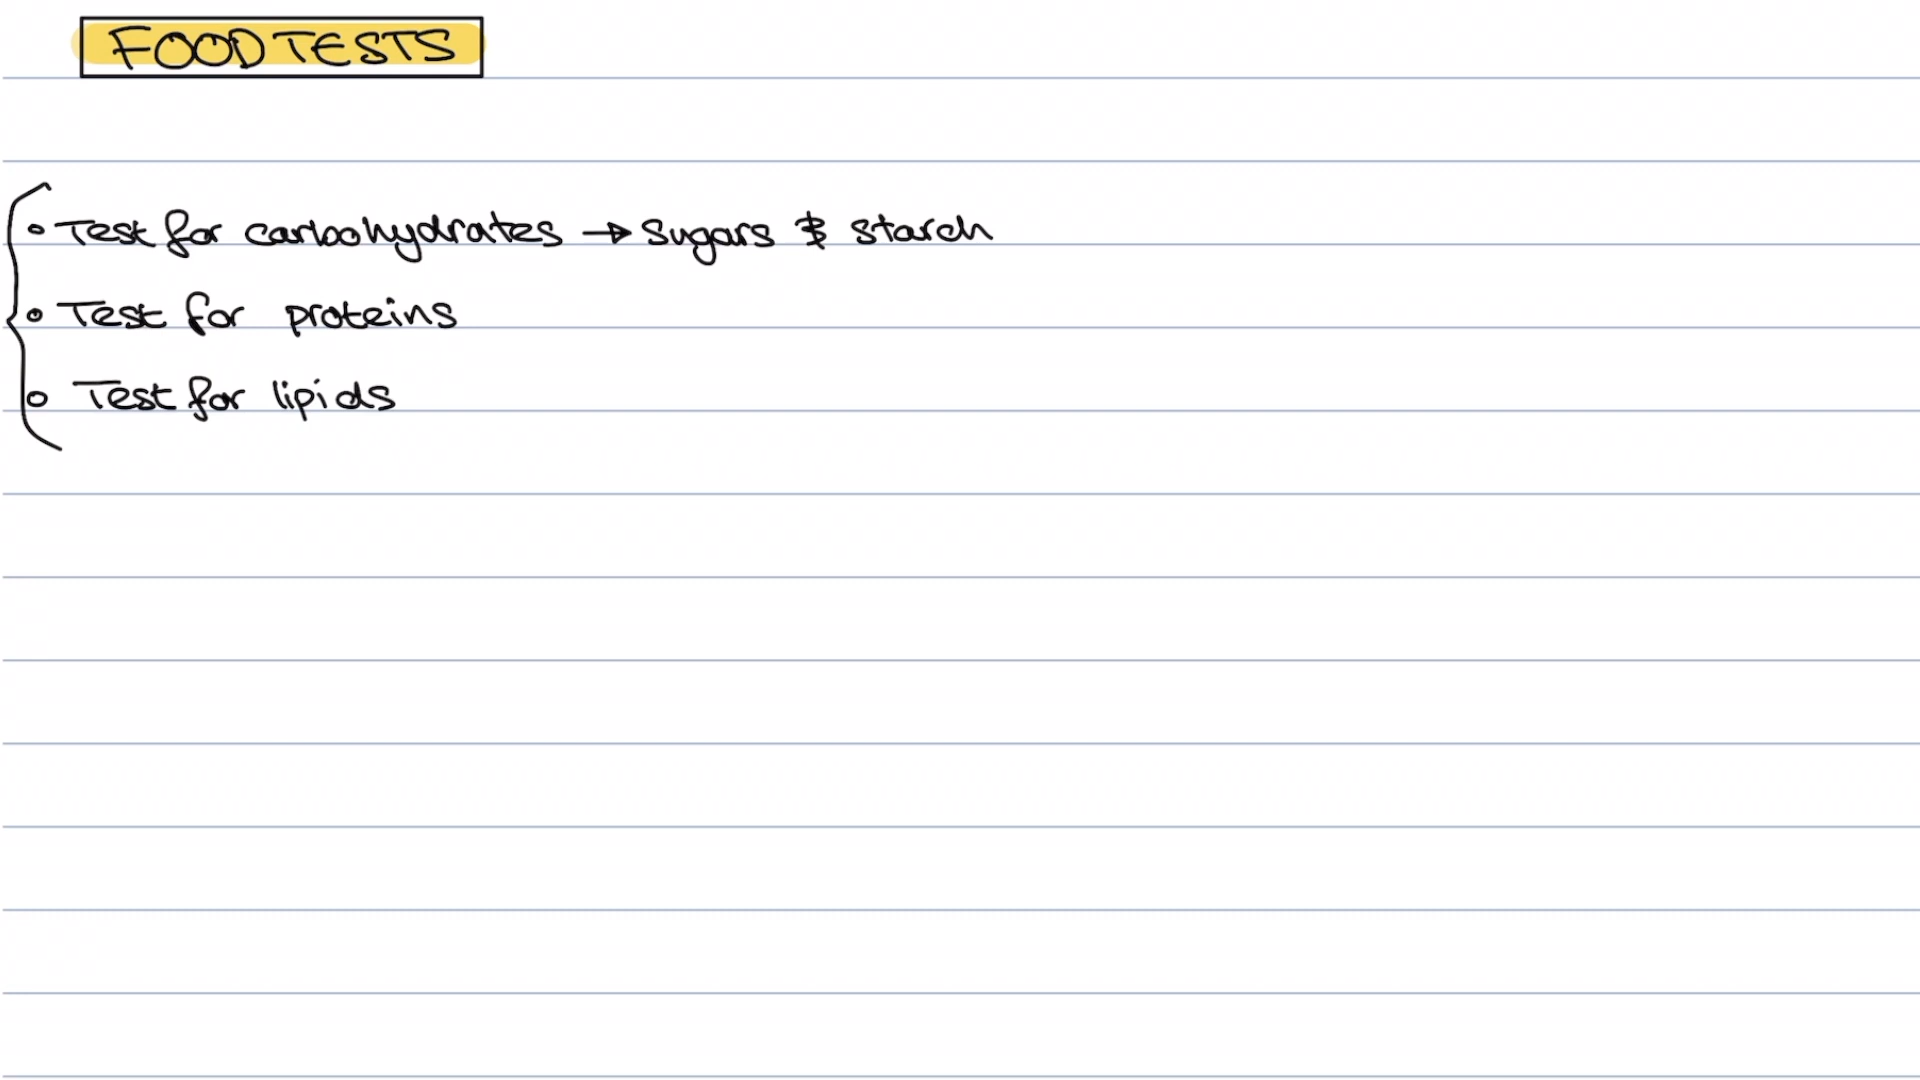 FOOD TESTS
• Test for carbohydrates → sugars & starch
• Test for proteins
• Test for lipids